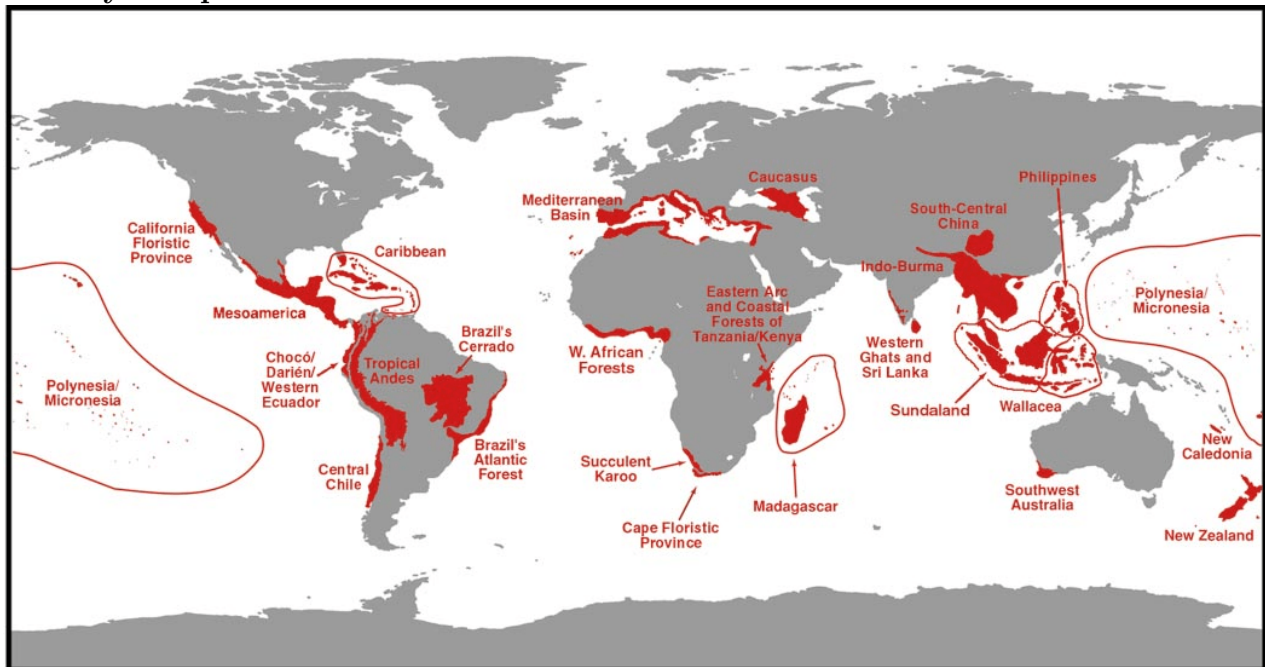 Caucasus
Philippines
Mediterranean
Basin
South-Central
China
California
Floristic
Province
Caribbean
Indo-Burma
Eastern Arc
and Coastal
Forests of
Tanzania/Kenya
Polynesia/
Micronesia
Mesoamerica
Brazil's
Cerrado
W. African
Forests
Western
Ghats and
Sri Lanka
Chocó/
Darién/
Western
Ecuador
Tropical
Andes
Polynesia/
Micronesia
Sundaland
Wallacea
New
Caledonia
Brazil's
Atlantic
Forest
Central
Chile
Succulent
Karoo
Madagascar
Southwest
Australia
Cape Floristic
Province
New Zealand